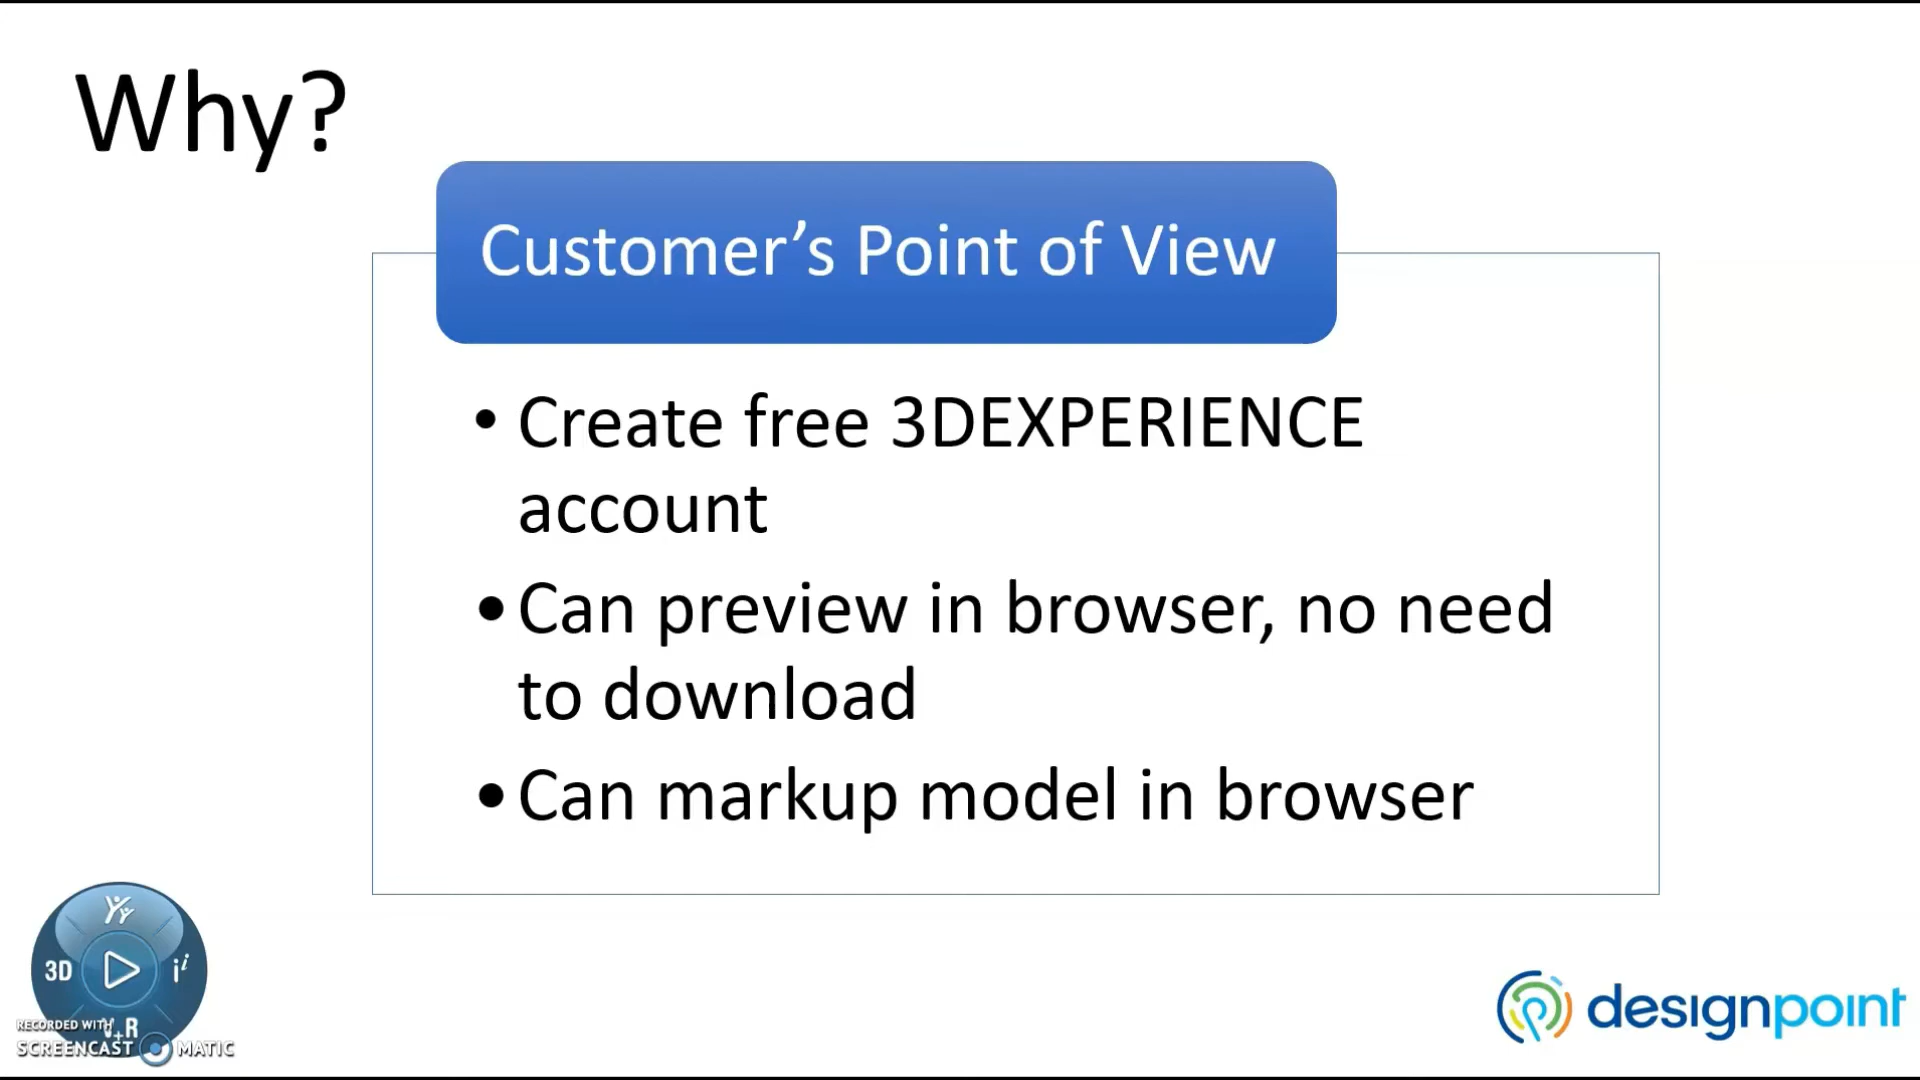 Why?
Customer’s Point of View
• Create free 3DEXPERIENCE
account
• Can preview in browser, no need
to download
• Can markup model in browser
3D
i
V+R
RECORDED WITH
SCREENCAST MATIC
designpoint